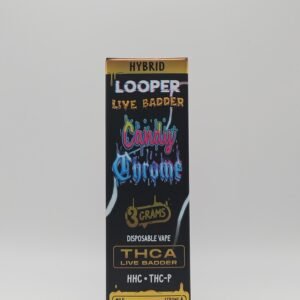 HYBRID
LOOPER
LIVE BADDER
Candy
Chrome
3 GRAMS
DISPOSABLE VAPE
THCA
LIVE BADDER
HHC • THC-P